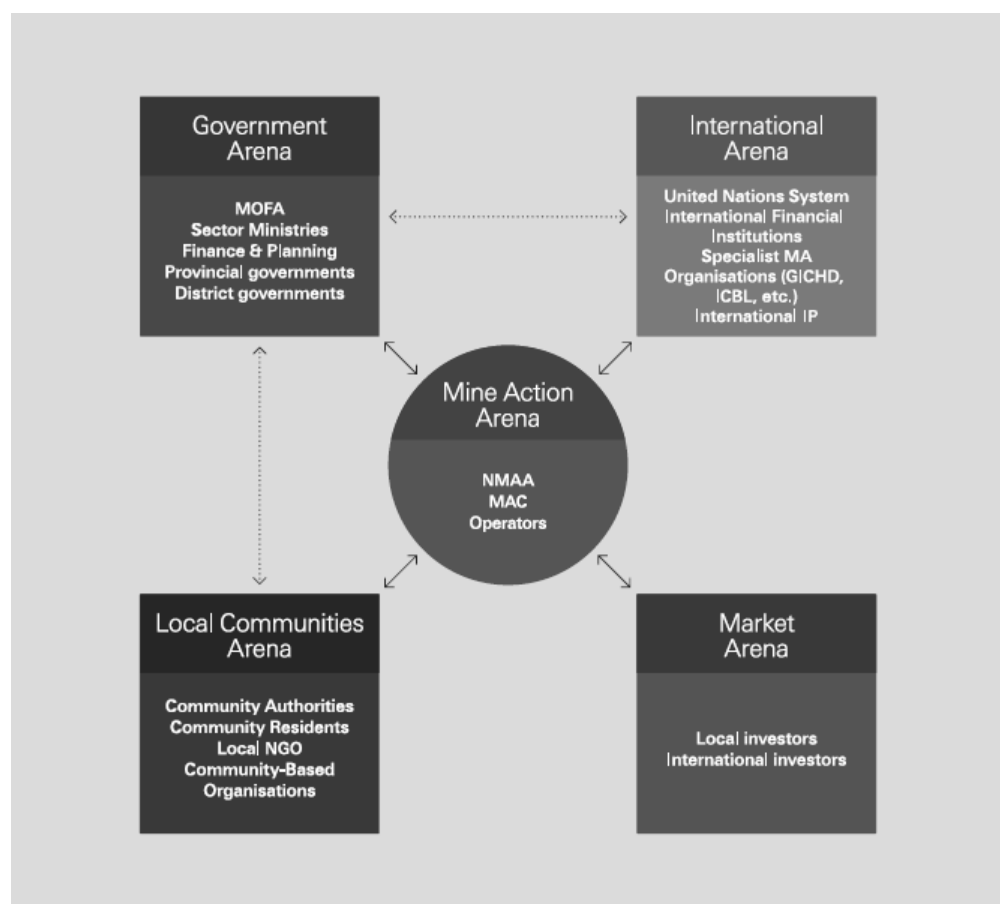 Government
Arena
MOFA
Sector Ministries
Finance & Planning
Provincial governments
District governments
International
Arena
United Nations System
International Financial
Institutions
Specialist MA
Organisations (GICHD,
ICBL, etc.)
International IP
Mine Action
Arena
NMAA
MAC
Operators
Local Communities
Arena
Community Authorities
Community Residents
Local NGO
Community-Based
Organisations
Market
Arena
Local investors
International investors